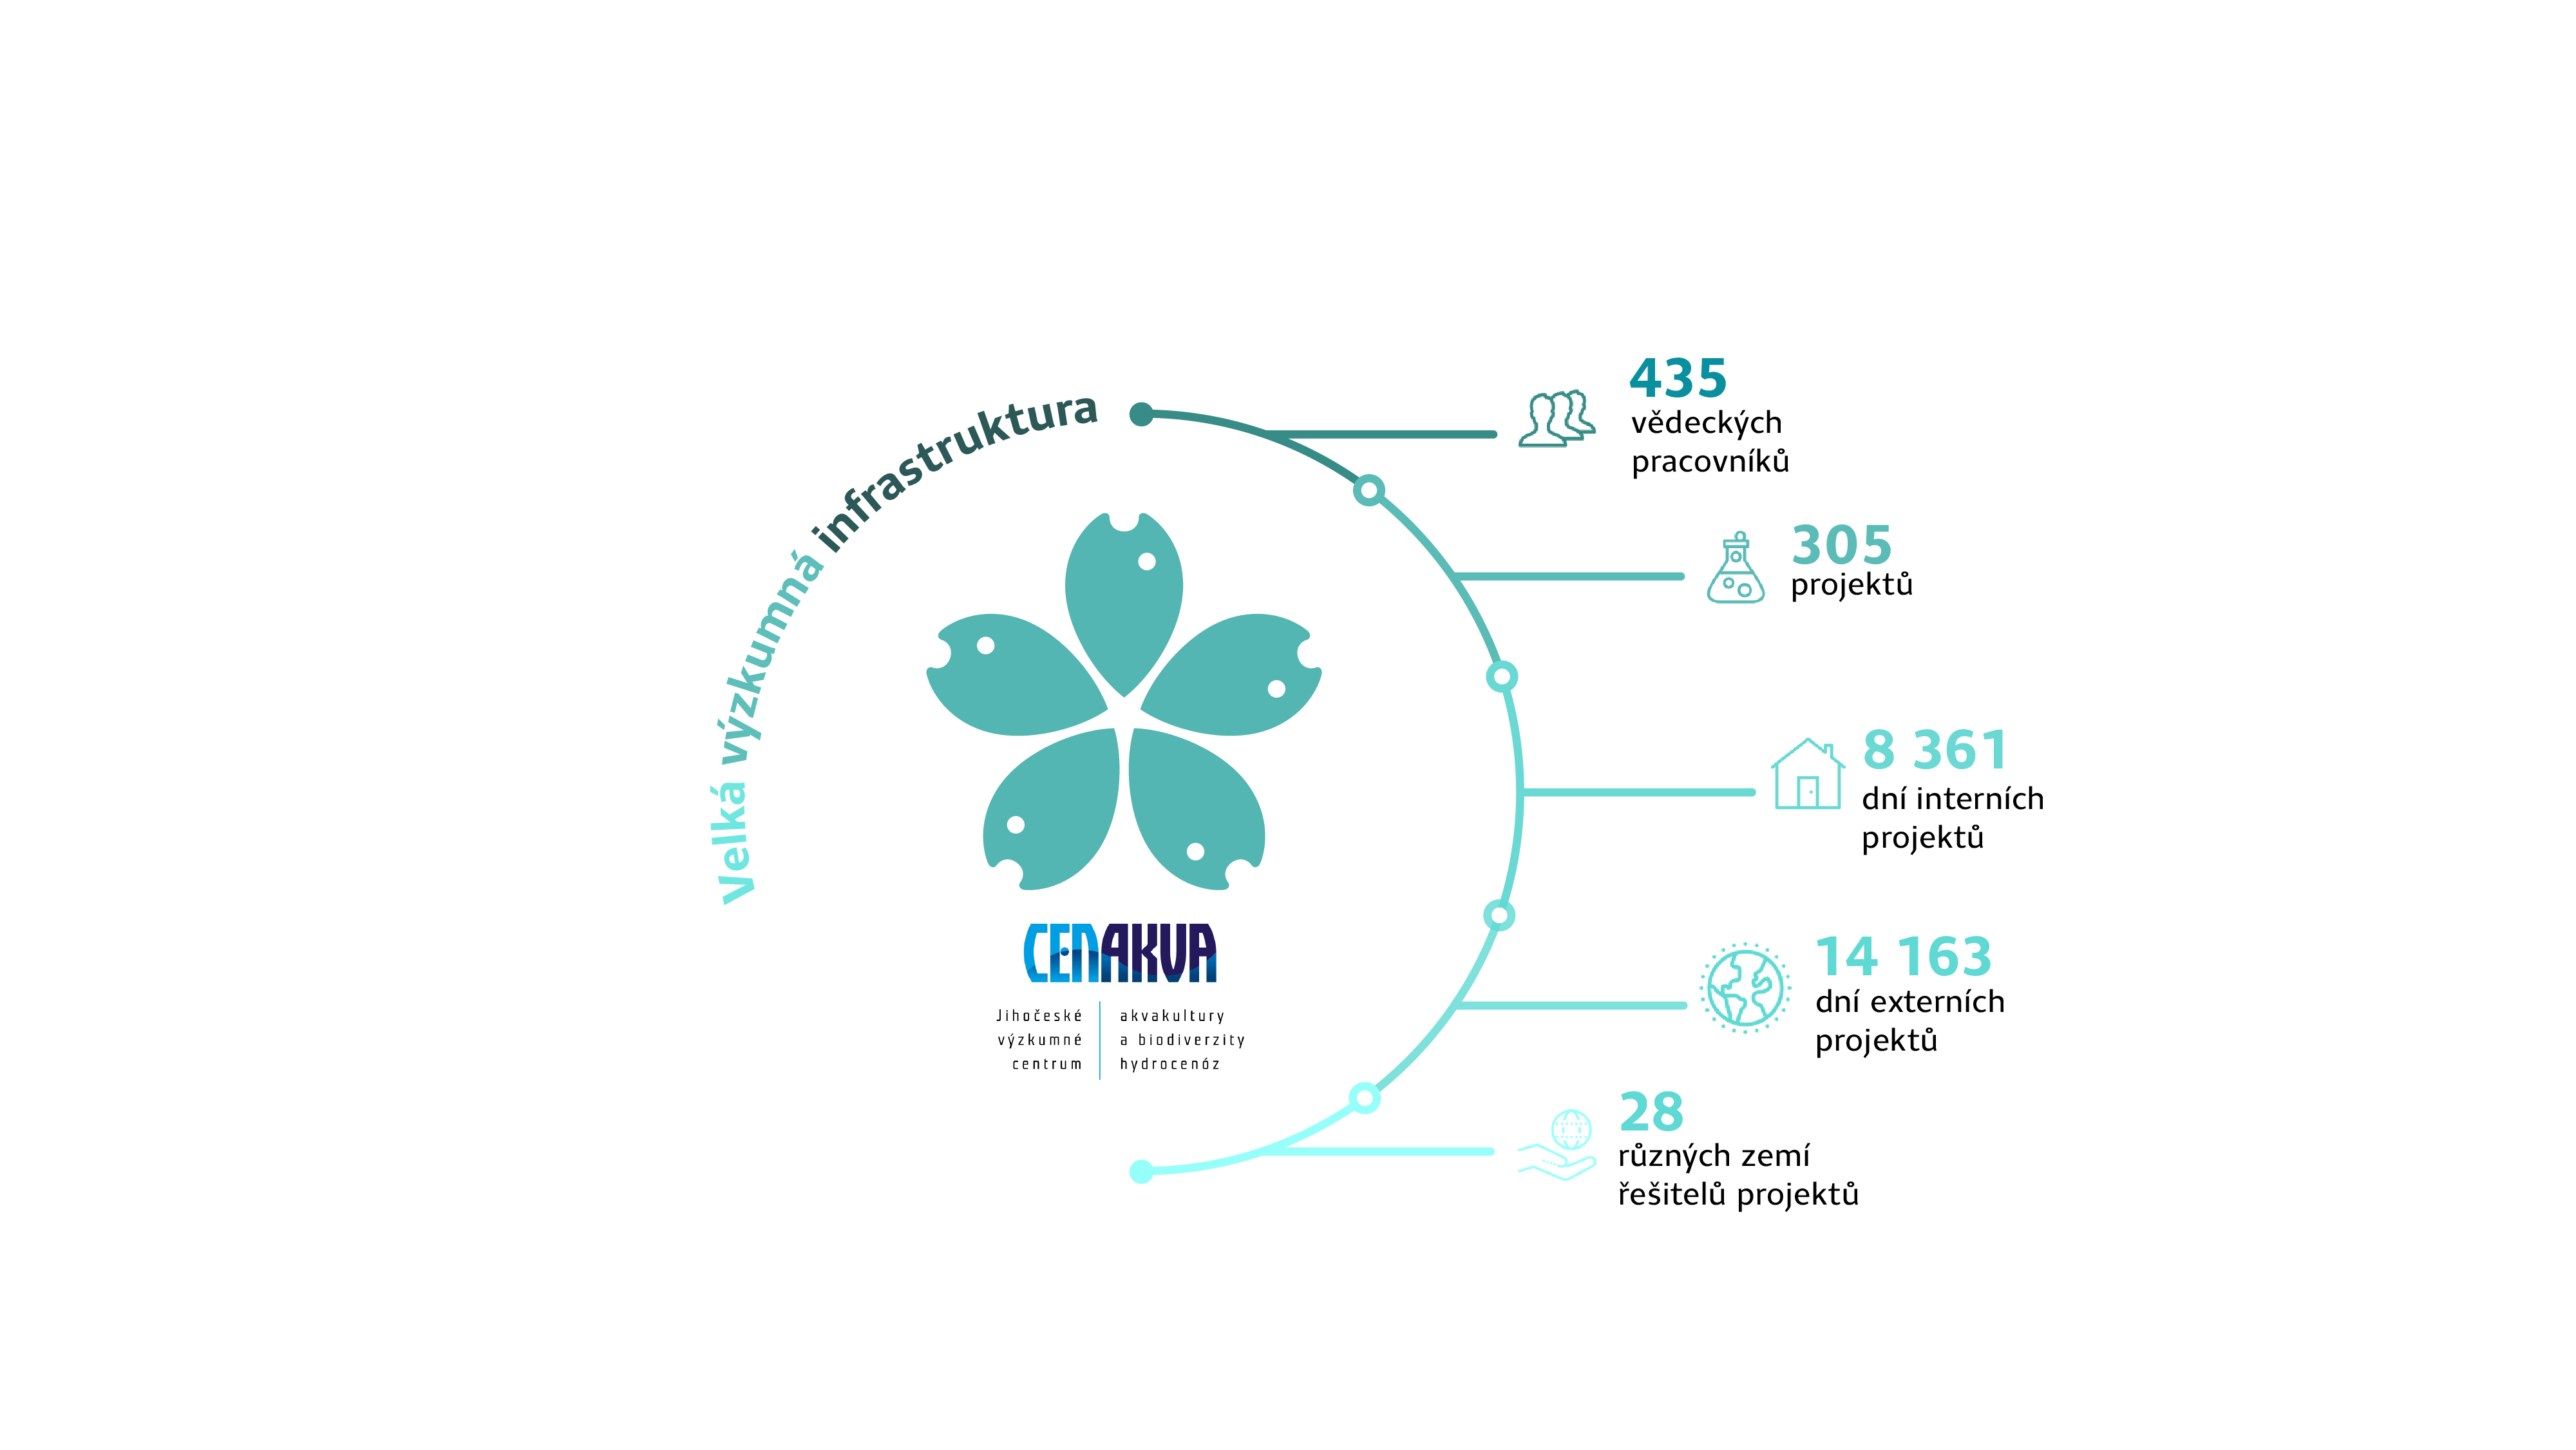 Velká výzkumná infrastruktura
CENAKVA
Jihočeské
výzkumné
centrum
akvakultury
a biodiverzity
hydrocenóz
435
vědeckých
pracovníků
305
projektů
8 361
dní interních
projektů
14 163
dní externích
projektů
28
různých zemí
řešitelů projektů